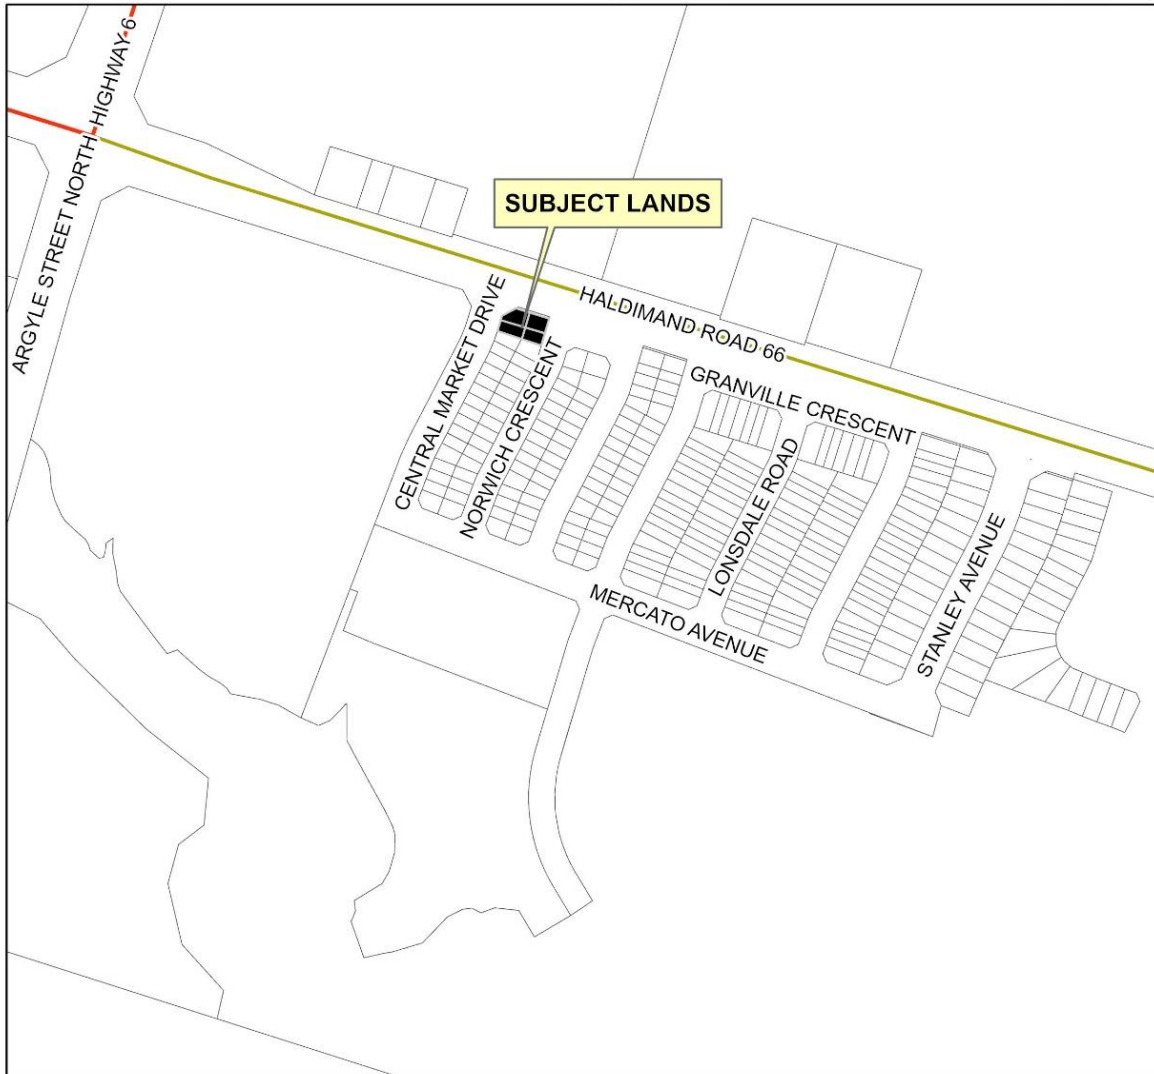 HIGHWAY 6
ARGYLE STREET NORTH
SUBJECT LANDS
HALDIMAND ROAD 66
CENTRAL MARKET DRIVE
NORWICH CRESCENT
GRANVILLE CRESCENT
LONSDALE ROAD
STANLEY AVENUE
MERCATO AVENUE